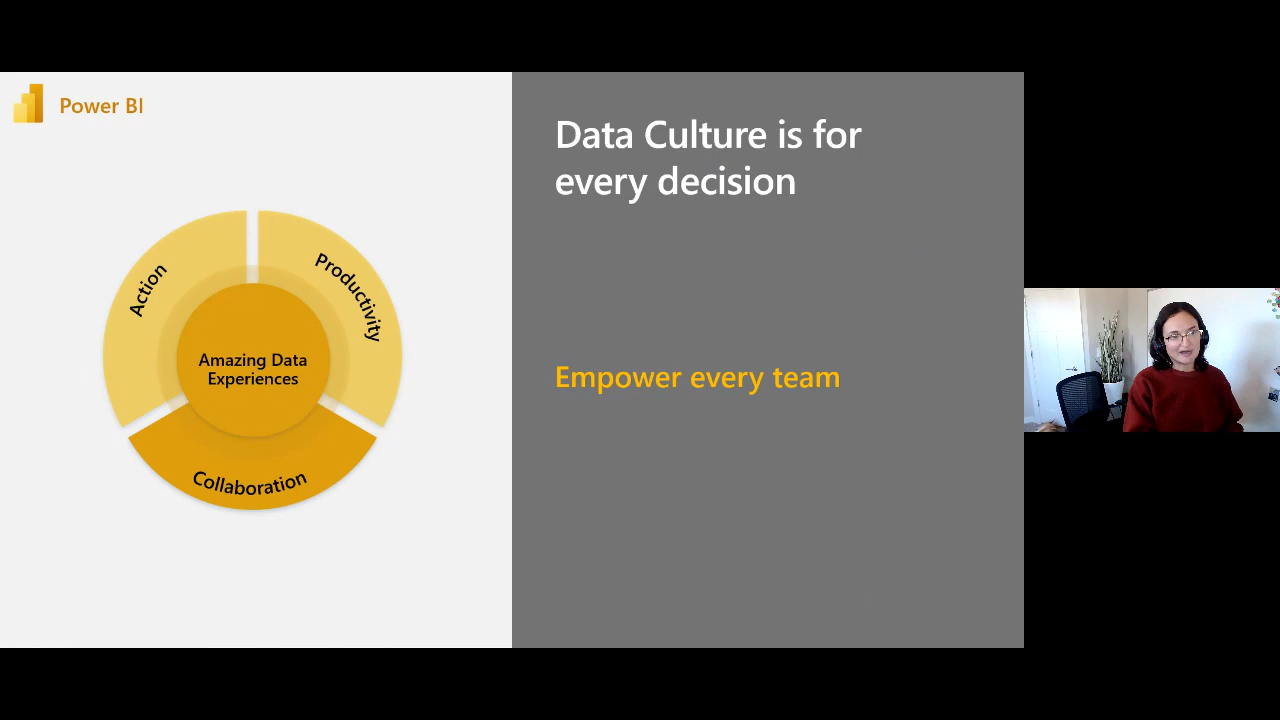 Power BI
Data Culture is for
every decision
Action
Productivity
Amazing Data
Experiences
Empower every team
Collaboration